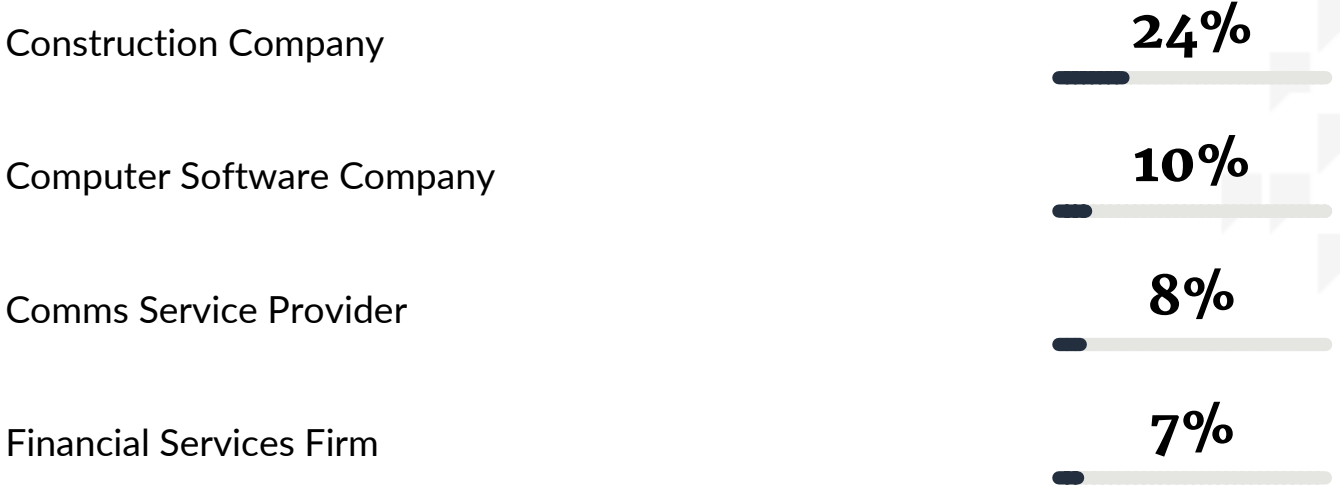 Construction Company 24%
Computer Software Company 10%
Comms Service Provider 8%
Financial Services Firm 7%